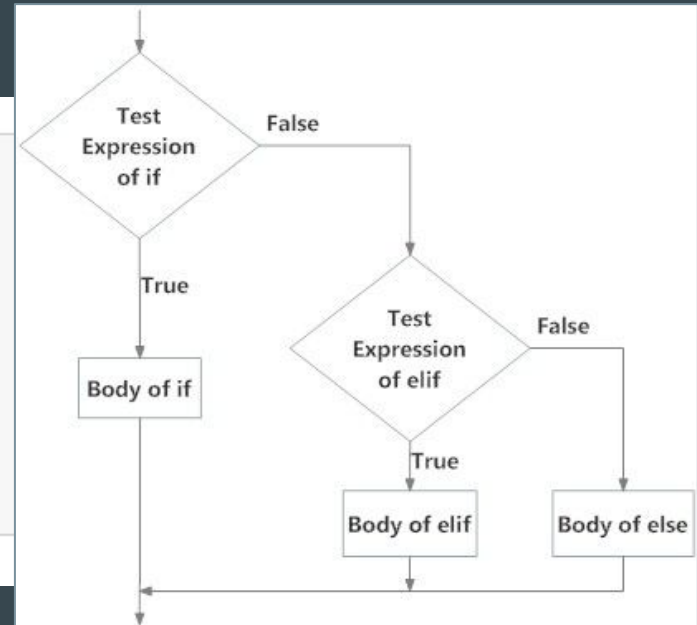 Test
Expression
of if
False
True
Body of if
Test
Expression
of elif
False
True
Body of elif
Body of else